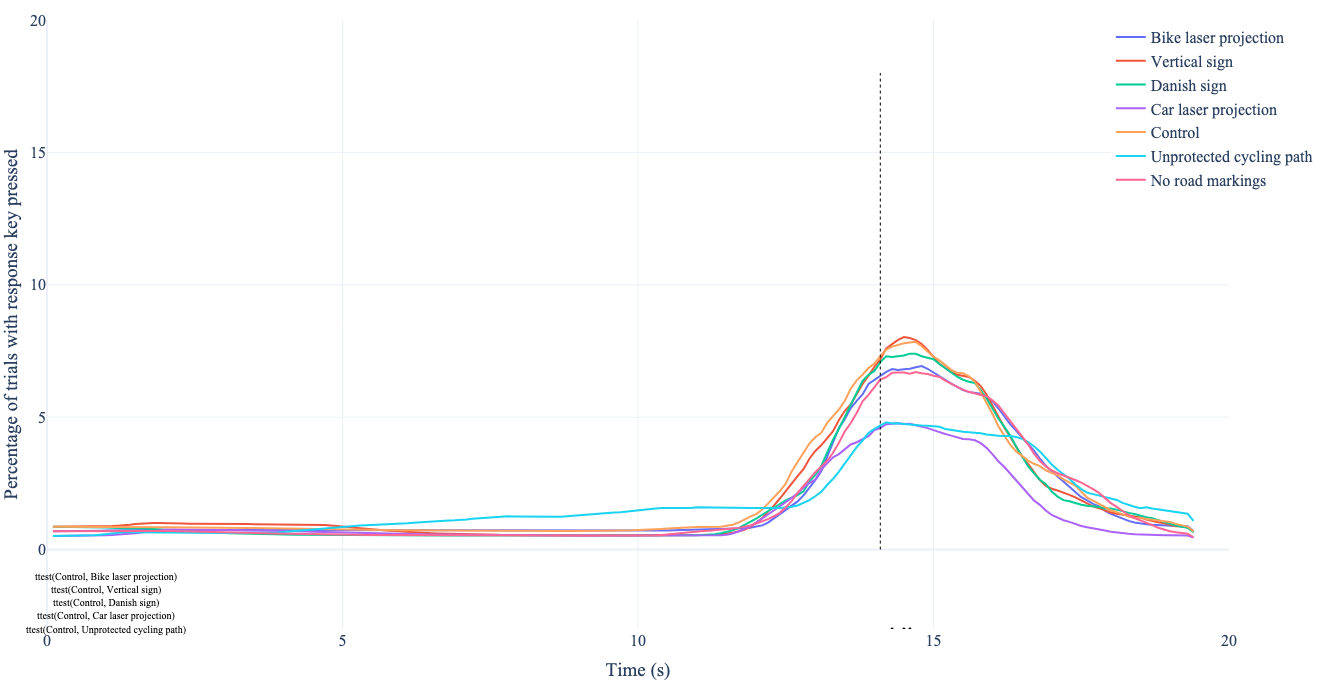 20
15
10
5
0
Percentage of trials with response key pressed
Bike laser projection
Vertical sign
Danish sign
Car laser projection
Control
Unprotected cycling path
No road markings
ttest(Control, Bike laser projection)
ttest(Control, Vertical sign)
ttest(Control, Danish sign)
ttest(Control, Car laser projection)
ttest(Control, Unprotected cycling path)
0 5 10 15 20
Time (s)